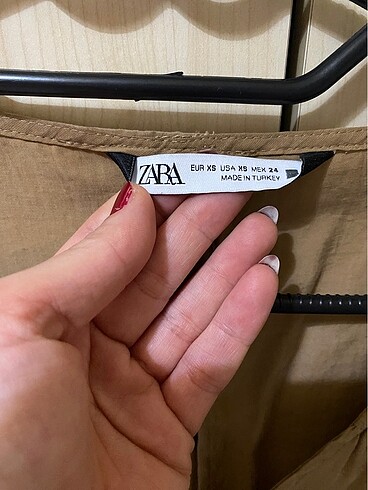 ZARA
EUR XS USA XS MEX 24
MADE IN TURKEY